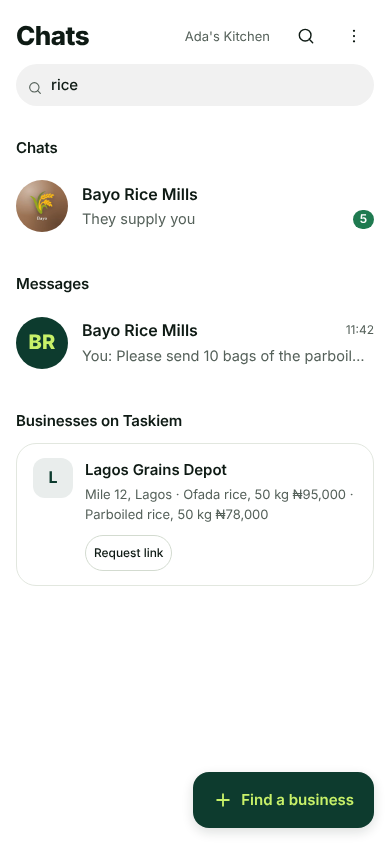 Chats
Ada's Kitchen
rice
Chats
Bayo Rice Mills
They supply you
5
Bayo
Messages
BR
Bayo Rice Mills
11:42
You: Please send 10 bags of the parboil...
Businesses on Taskiem
L
Lagos Grains Depot
Mile 12, Lagos · Ofada rice, 50 kg ₦95,000 ·
Parboiled rice, 50 kg ₦78,000
Request link
Find a business